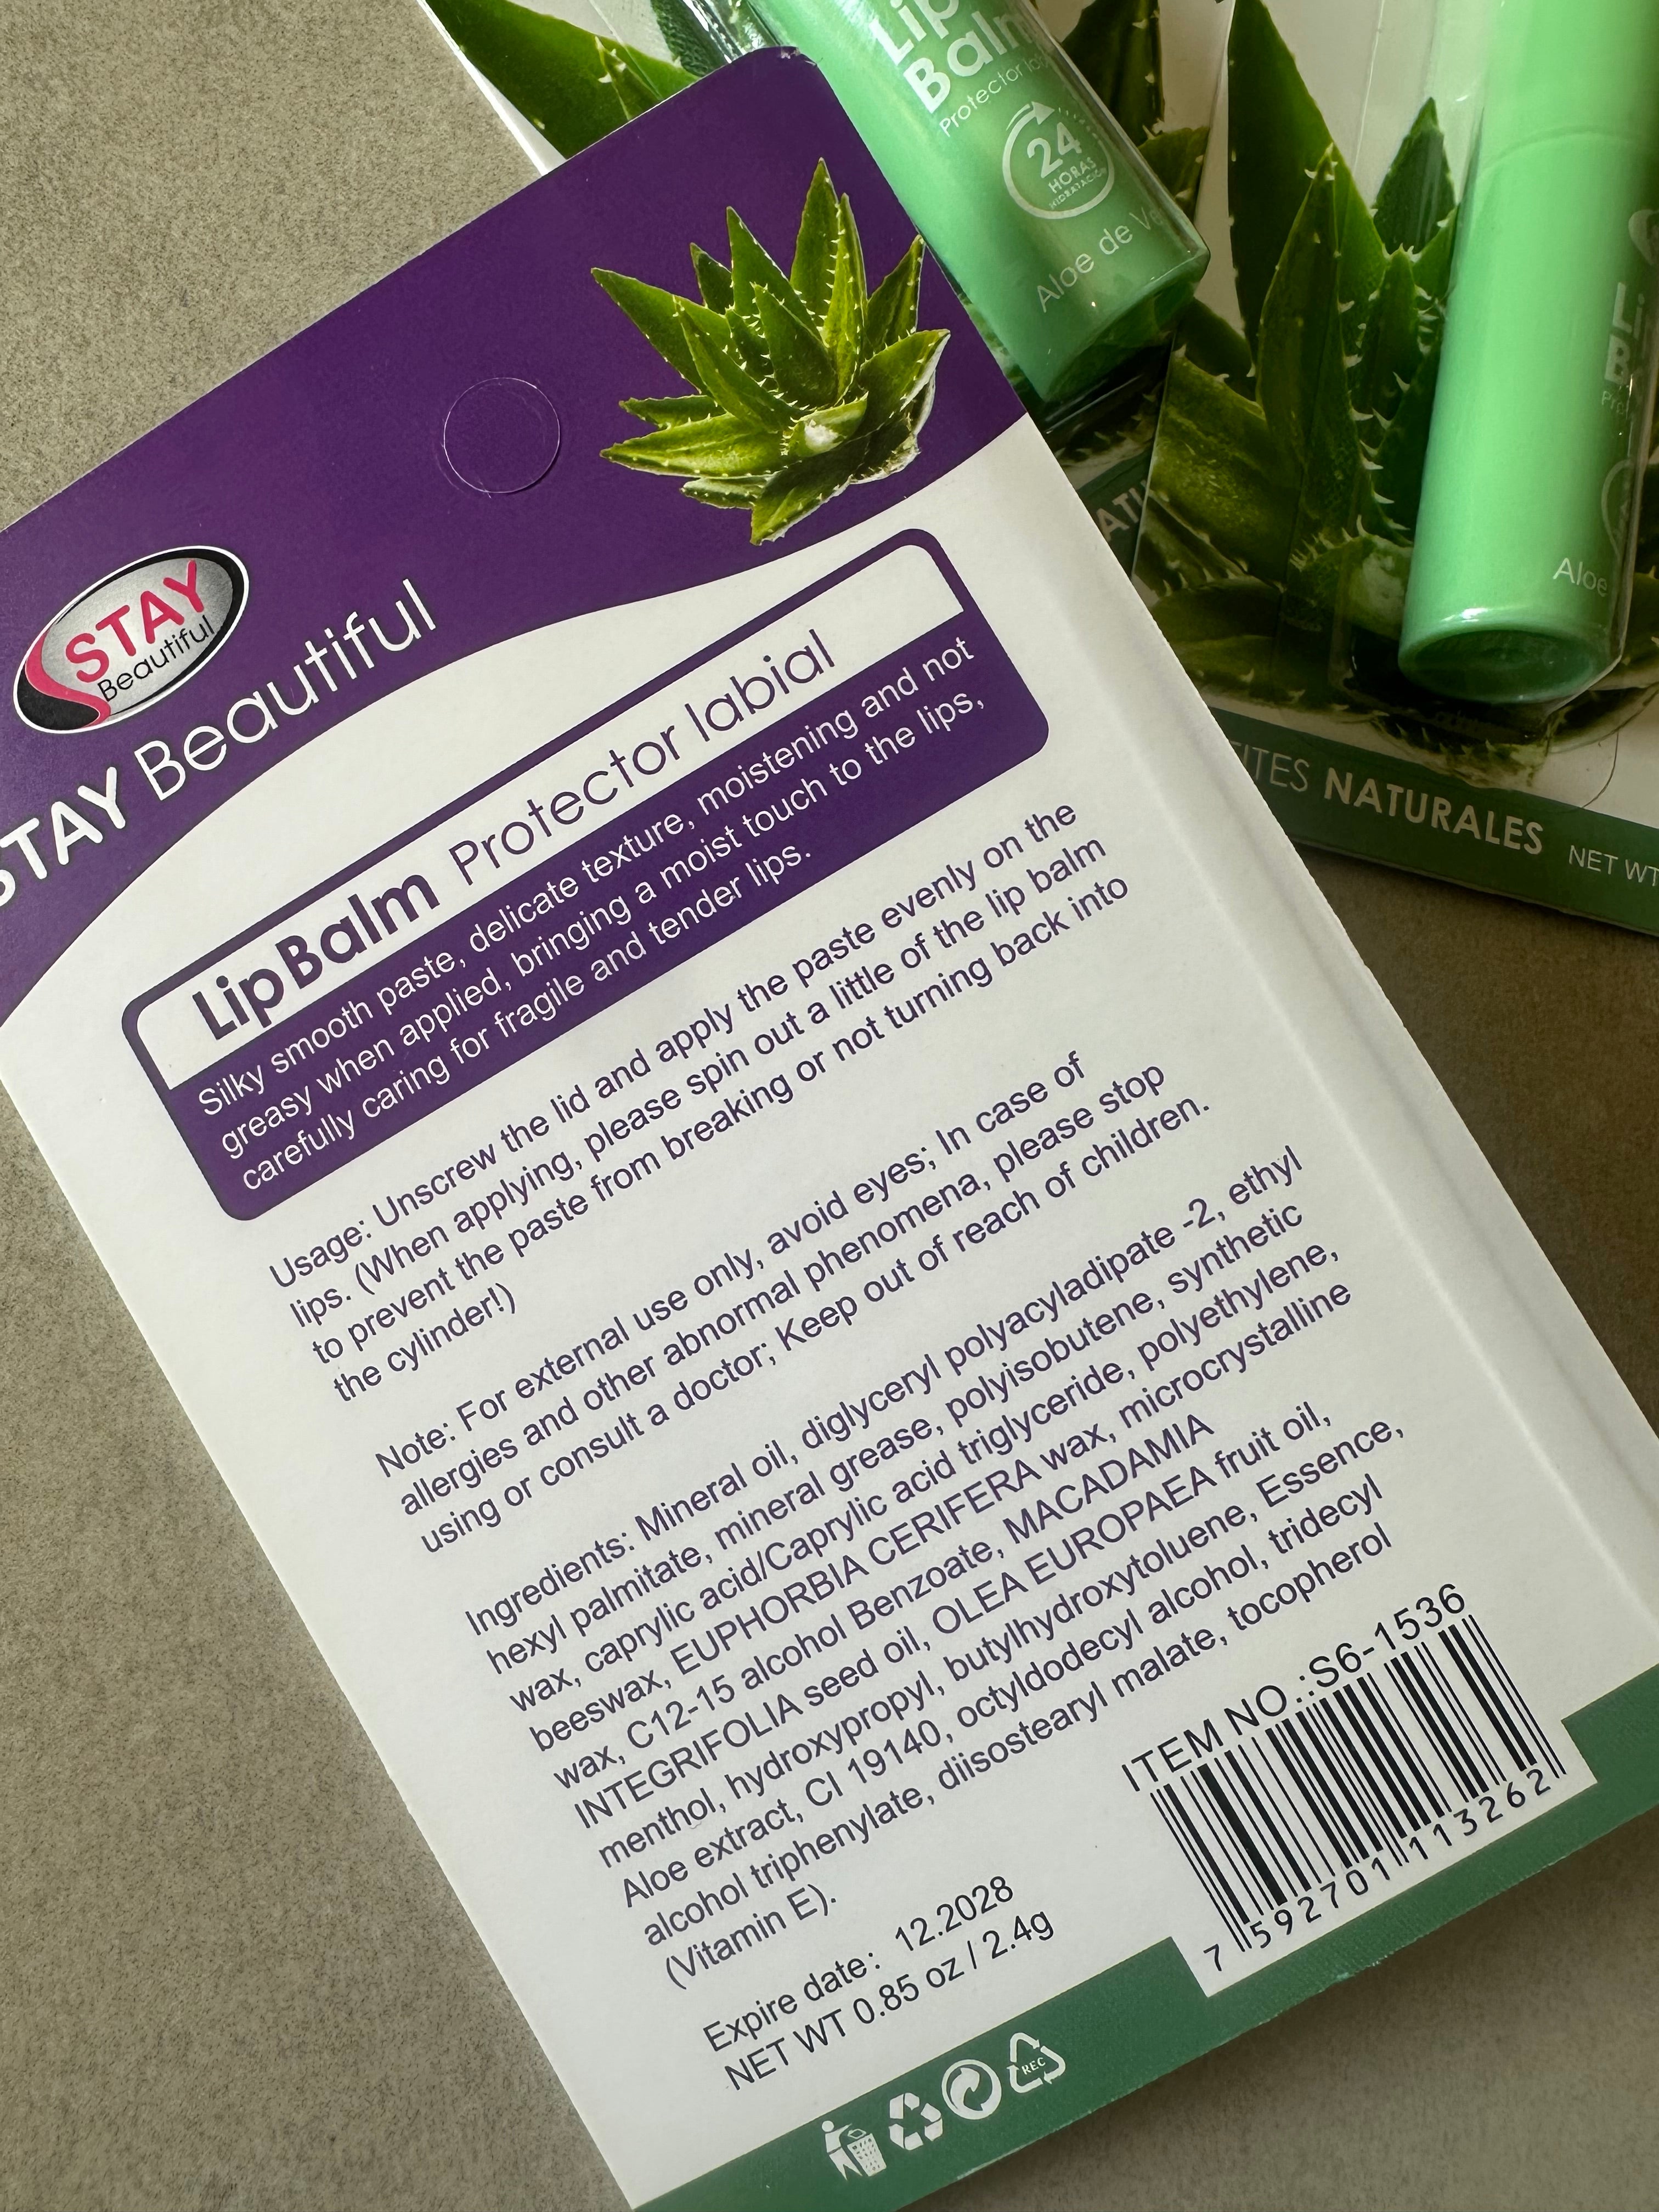 Lip
Balm
Protector lab
24
HORAS
HIDRATACIÓN
Aloe de Ve
Aloe
ITES NATURALES NET WT
STAY
Beautiful
STAY Beautiful
Lip Balm Protector labial
Silky smooth paste, delicate texture, moistening and not
greasy when applied, bringing a moist touch to the lips,
carefully caring for fragile and tender lips.
Usage: Unscrew the lid and apply the paste evenly on the
lips. (When applying, please spin out a little of the lip balm
to prevent the paste from breaking or not turning back into
the cylinder!)
Note: For external use only, avoid eyes; In case of
allergies and other abnormal phenomena, please stop
using or consult a doctor; Keep out of reach of children.
Ingredients: Mineral oil, diglyceryl polyacyladipate -2, ethyl
hexyl palmitate, mineral grease, polyisobutene, synthetic
wax, caprylic acid/Caprylic acid triglyceride, polyethylene,
beeswax, EUPHORBIA CERIFERA wax, microcrystalline
wax, C12-15 alcohol Benzoate, MACADAMIA
INTEGRIFOLIA seed oil, OLEA EUROPAEA fruit oil,
menthol, hydroxypropyl, butylhydroxytoluene, Essence,
Aloe extract, CI 19140, octyldodecyl alcohol, tridecyl
alcohol triphenylate, diisostearyl malate, tocopherol
(Vitamin E).
Expire date: 12.2028
NET WT 0.85 oz / 2.4g
ITEM NO.:S6-1536
7 592701 113262
REC